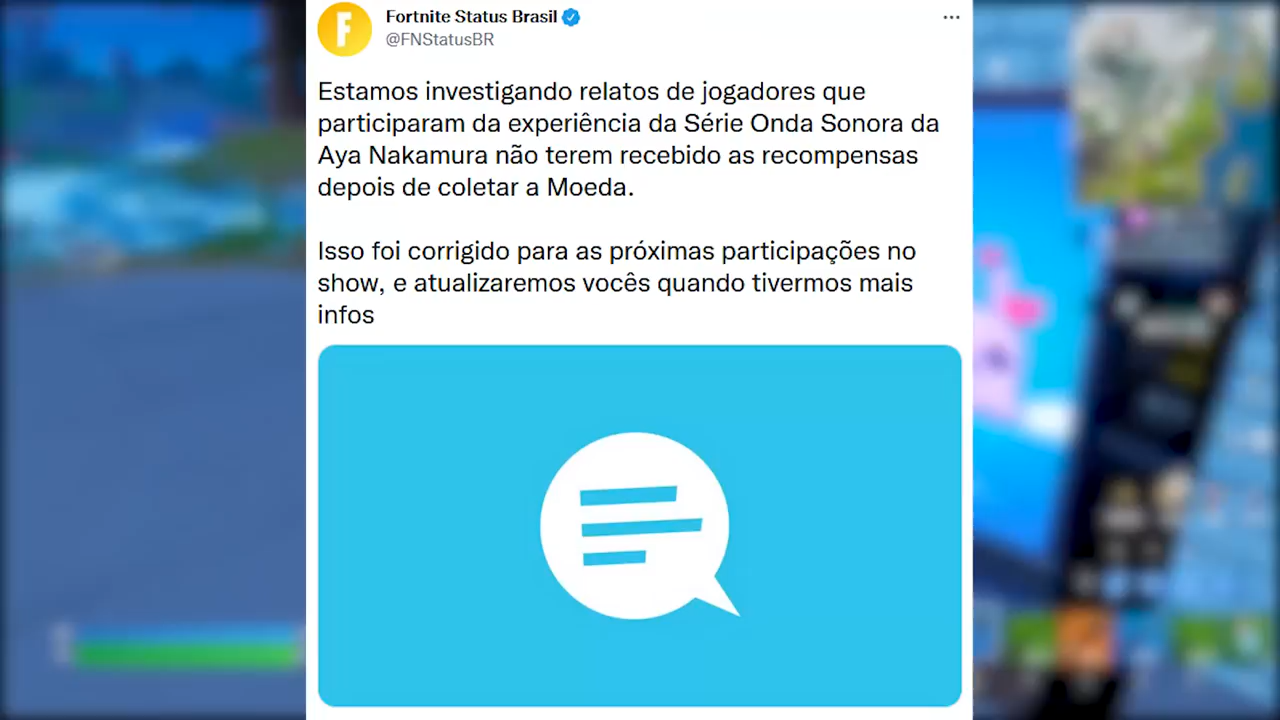 Fortnite Status Brasil
@FNStatusBR
Estamos investigando relatos de jogadores que
participaram da experiência da Série Onda Sonora da
Aya Nakamura não terem recebido as recompensas
depois de coletar a Moeda.
Isso foi corrigido para as próximas participações no
show, e atualizaremos vocês quando tivermos mais
infos